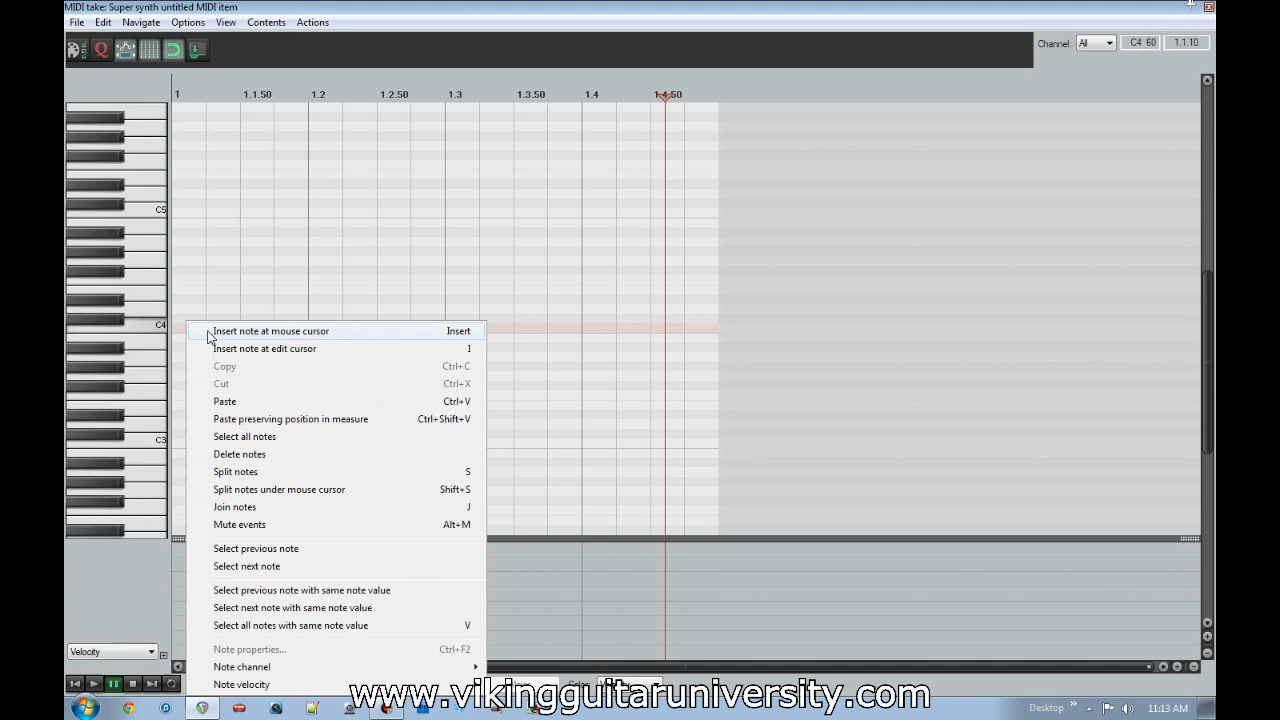 MIDI take: Super synth untitled MIDI item
File Edit Navigate Options View Contents Actions
Channel: All C4 60 1.1.10
1 1.1.50 1.2 1.2.50 1.3 1.3.50 1.4 1.4.50
C5
C4
C3
Insert note at mouse cursor Insert
Insert note at edit cursor I
Copy Ctrl+C
Cut Ctrl+X
Paste Ctrl+V
Paste preserving position in measure Ctrl+Shift+V
Select all notes
Delete notes
Split notes S
Split notes under mouse cursor Shift+S
Join notes J
Mute events Alt+M
Select previous note
Select next note
Select previous note with same note value
Select next note with same note value
Select all notes with same note value V
Note properties... Ctrl+F2
Note channel
Note velocity
Velocity
www.vikingguitaruniversity.com
Desktop » 11:13 AM